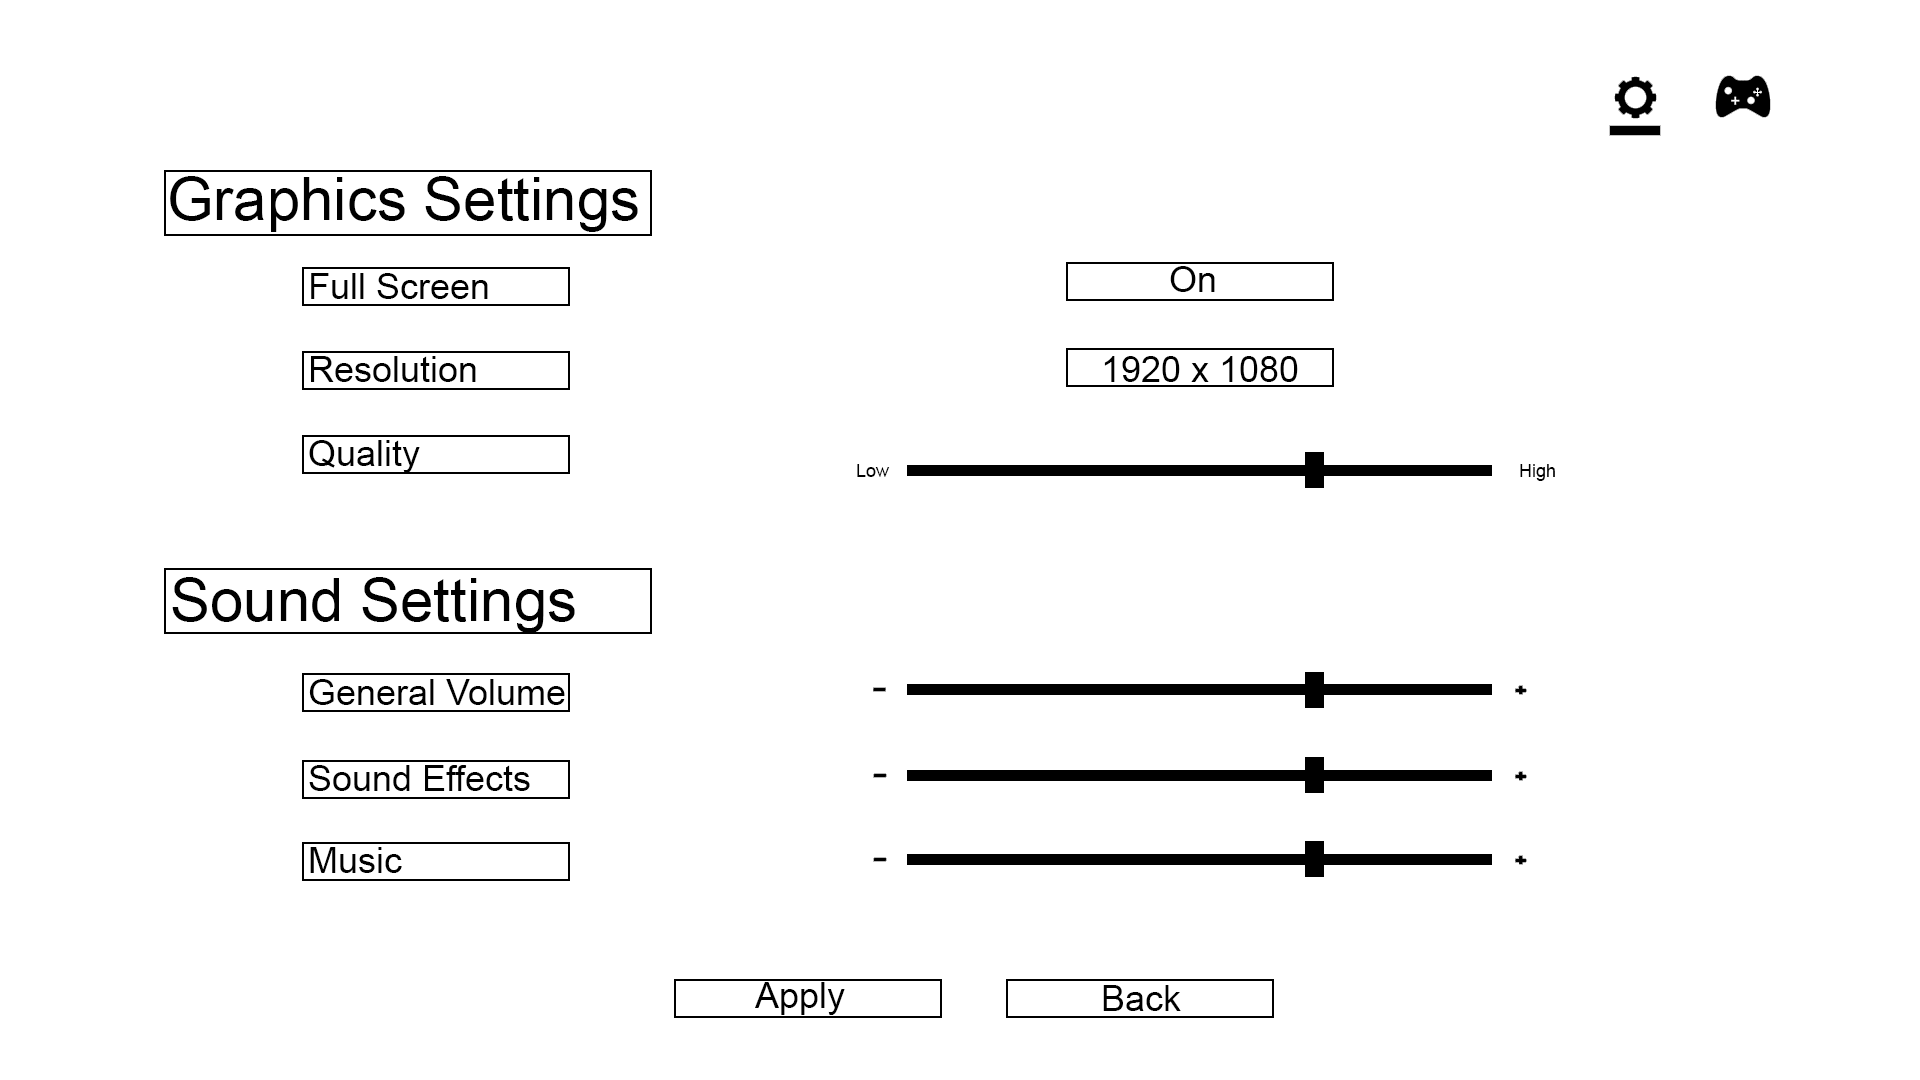 Graphics Settings
Full Screen
On
Resolution
1920 x 1080
Quality
Low
High
Sound Settings
General Volume
-
+
Sound Effects
-
+
Music
-
+
Apply
Back